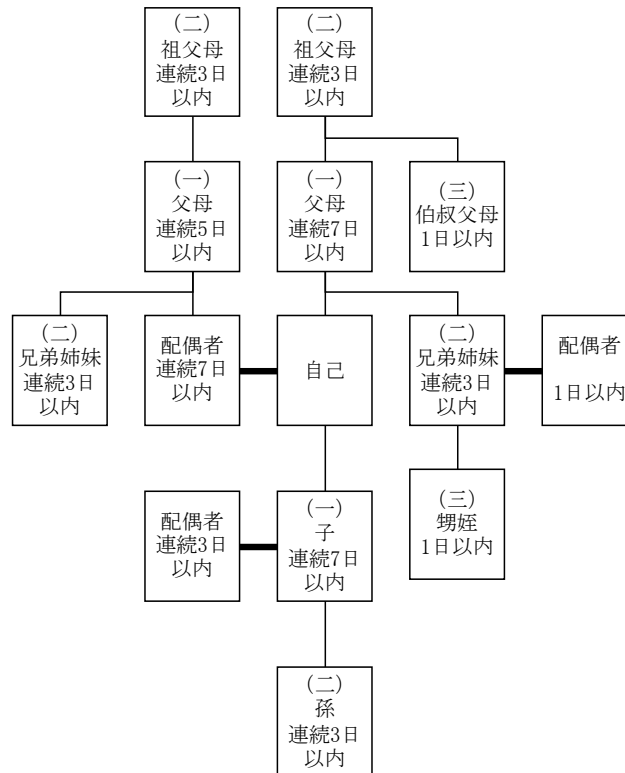 (二)
祖父母
連続3日
以内
(二)
祖父母
連続3日
以内
(一)
父母
連続5日
以内
(一)
父母
連続7日
以内
(三)
伯叔父母
1日以内
(二)
兄弟姉妹
連続3日
以内
配偶者
連続7日
以内
自己
(二)
兄弟姉妹
連続3日
以内
配偶者
1日以内
配偶者
連続3日
以内
(一)
子
連続7日
以内
(三)
甥姪
1日以内
(二)
孫
連続3日
以内